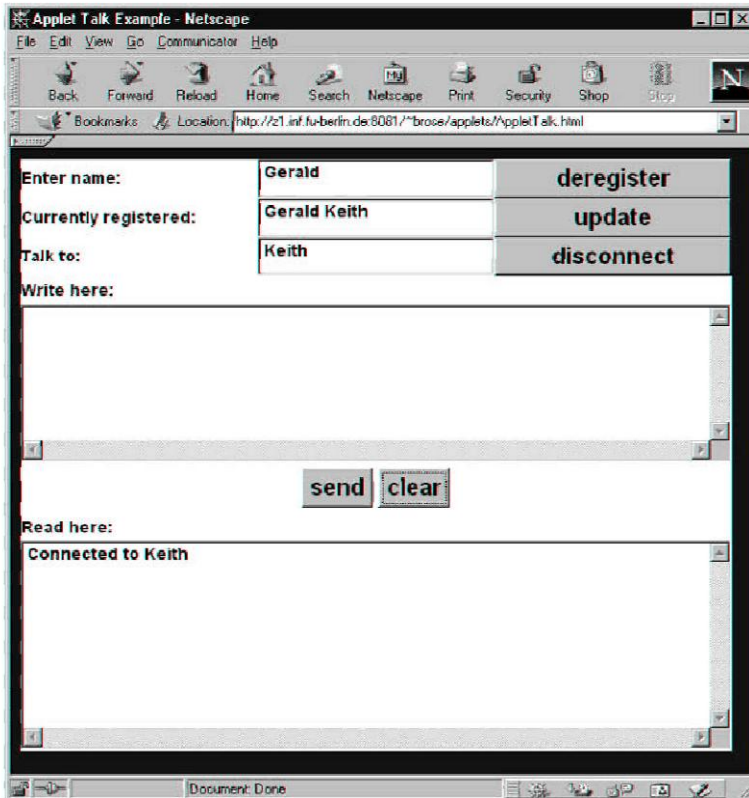 Applet Talk Example - Netscape
File Edit View Go Communicator Help
Back Forward Reload Home Search Netscape Print Security Shop Stop
My
N
Bookmarks Location: http://z1.inf.fu-berlin.de:8081/~brose/applets/AppletTalk.html
Enter name: Gerald deregister
Currently registered: Gerald Keith update
Talk to: Keith disconnect
Write here:
send clear
Read here:
Connected to Keith
Document: Done